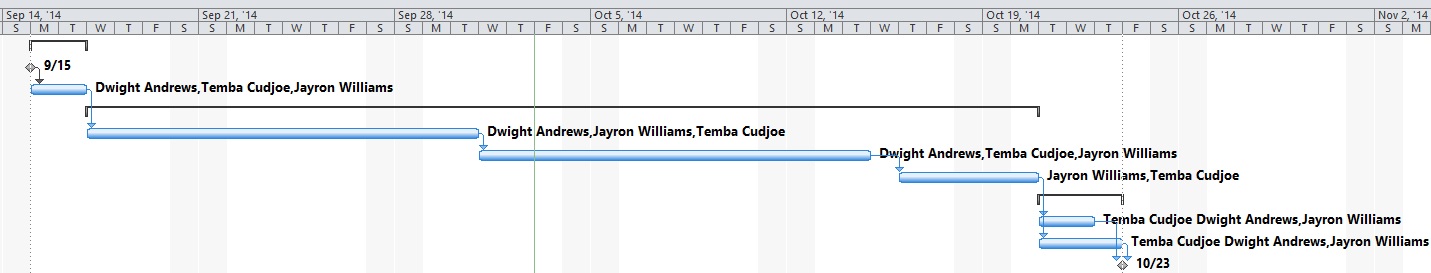 Sep 14, '14 Sep 21, '14 Sep 28, '14 Oct 5, '14 Oct 12, '14 Oct 19, '14 Oct 26, '14 Nov 2, '14
S M T W T F S S M T W T F S S M T W T F S S M T W T F S S M T W T F S S M T W T F S S M T W T F S S M
9/15
Dwight Andrews,Temba Cudjoe,Jayron Williams
Dwight Andrews,Jayron Williams,Temba Cudjoe
Dwight Andrews,Temba Cudjoe,Jayron Williams
Jayron Williams,Temba Cudjoe
Temba Cudjoe Dwight Andrews,Jayron Williams
Temba Cudjoe Dwight Andrews,Jayron Williams
10/23